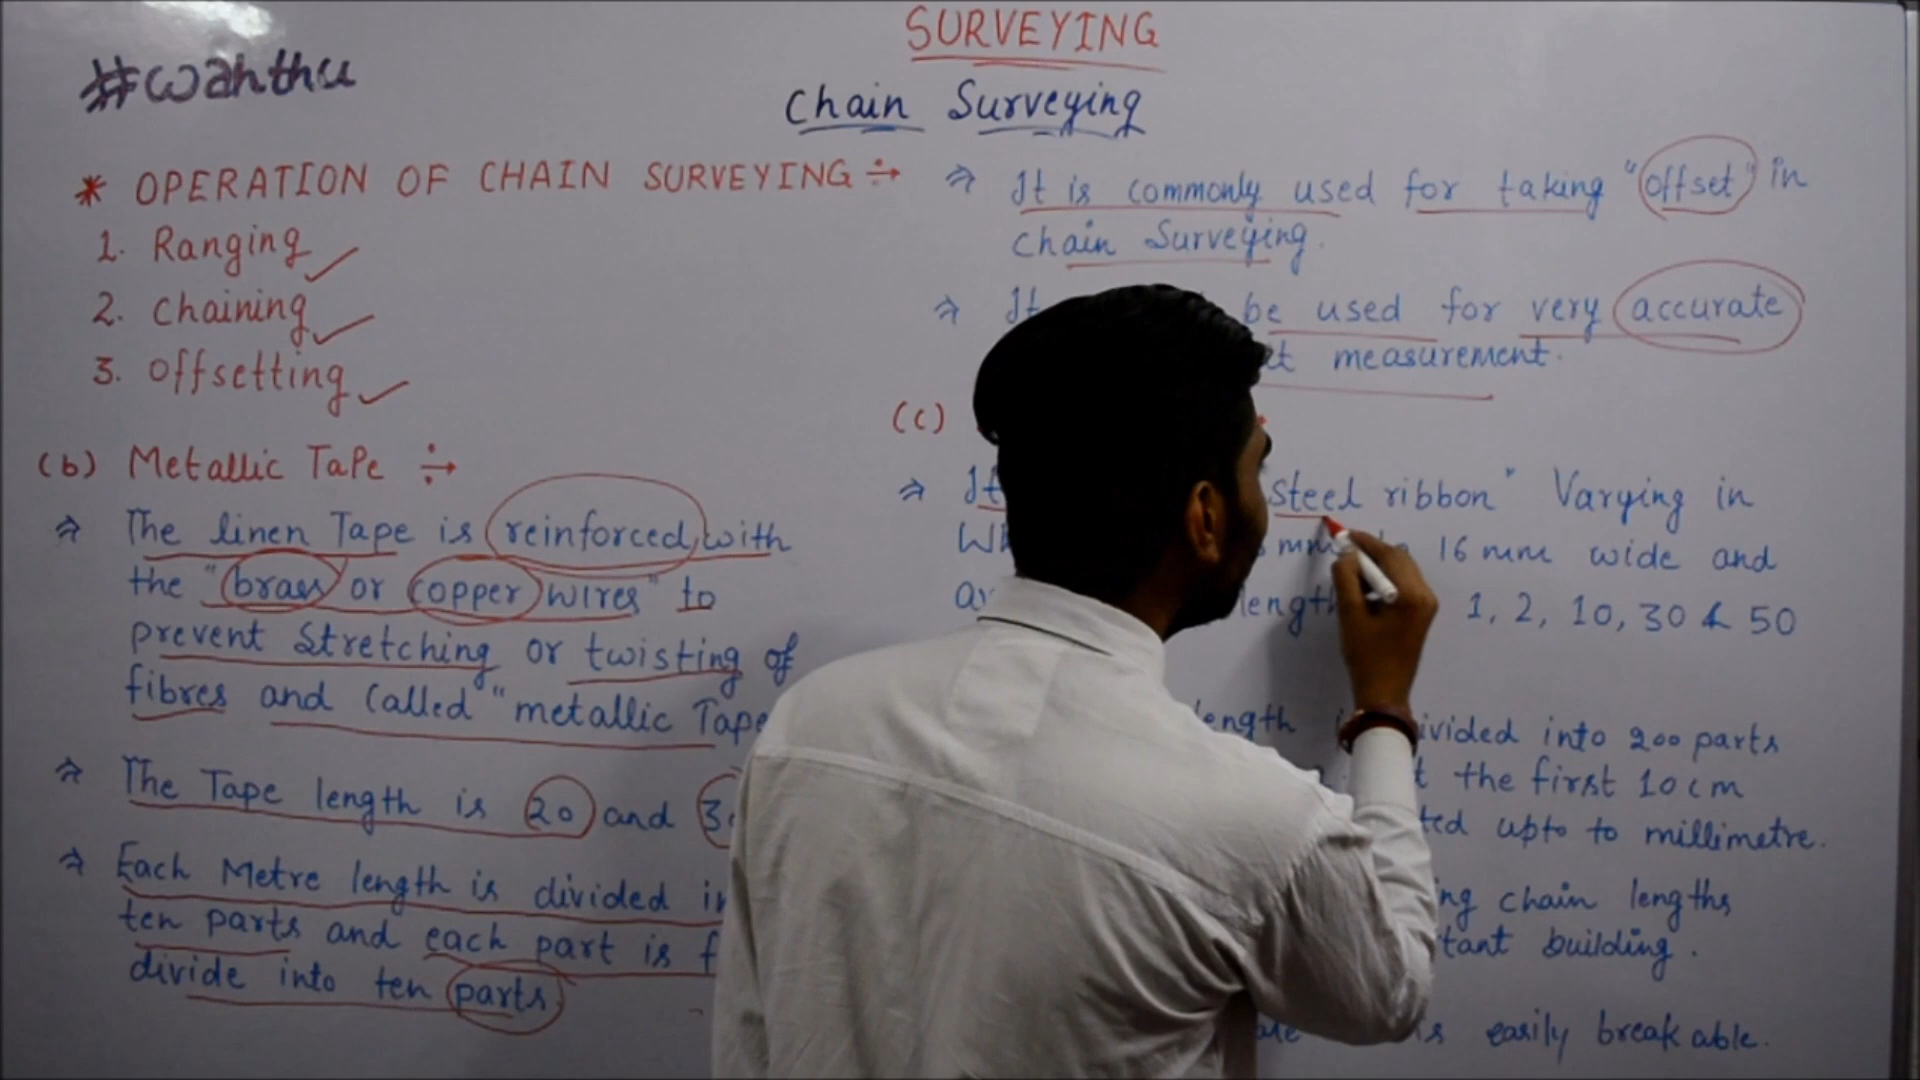 SURVEYING
#wahthu
Chain Surveying
* OPERATION OF CHAIN SURVEYING
1. Ranging
2. Chaining
3. Offsetting
(b) Metallic TaPe
The linen Tape is reinforced with
the "brass or copper wires" to
prevent stretching or twisting of
fibres and called "metallic Tape
The Tape length is 20 and
Each Metre length is divided
ten parts and each part is
divide into ten parts.
It is commonly used for taking "offset" in
chain Surveying.
It be used for very accurate
measurement.
(c)
It steel ribbon" Varying in
16 mm wide and
length 1, 2, 10, 30 & 50
length divided into 200 parts
the first 10cm
upto to millimetre.
chain lengths
building.
is easily break able.